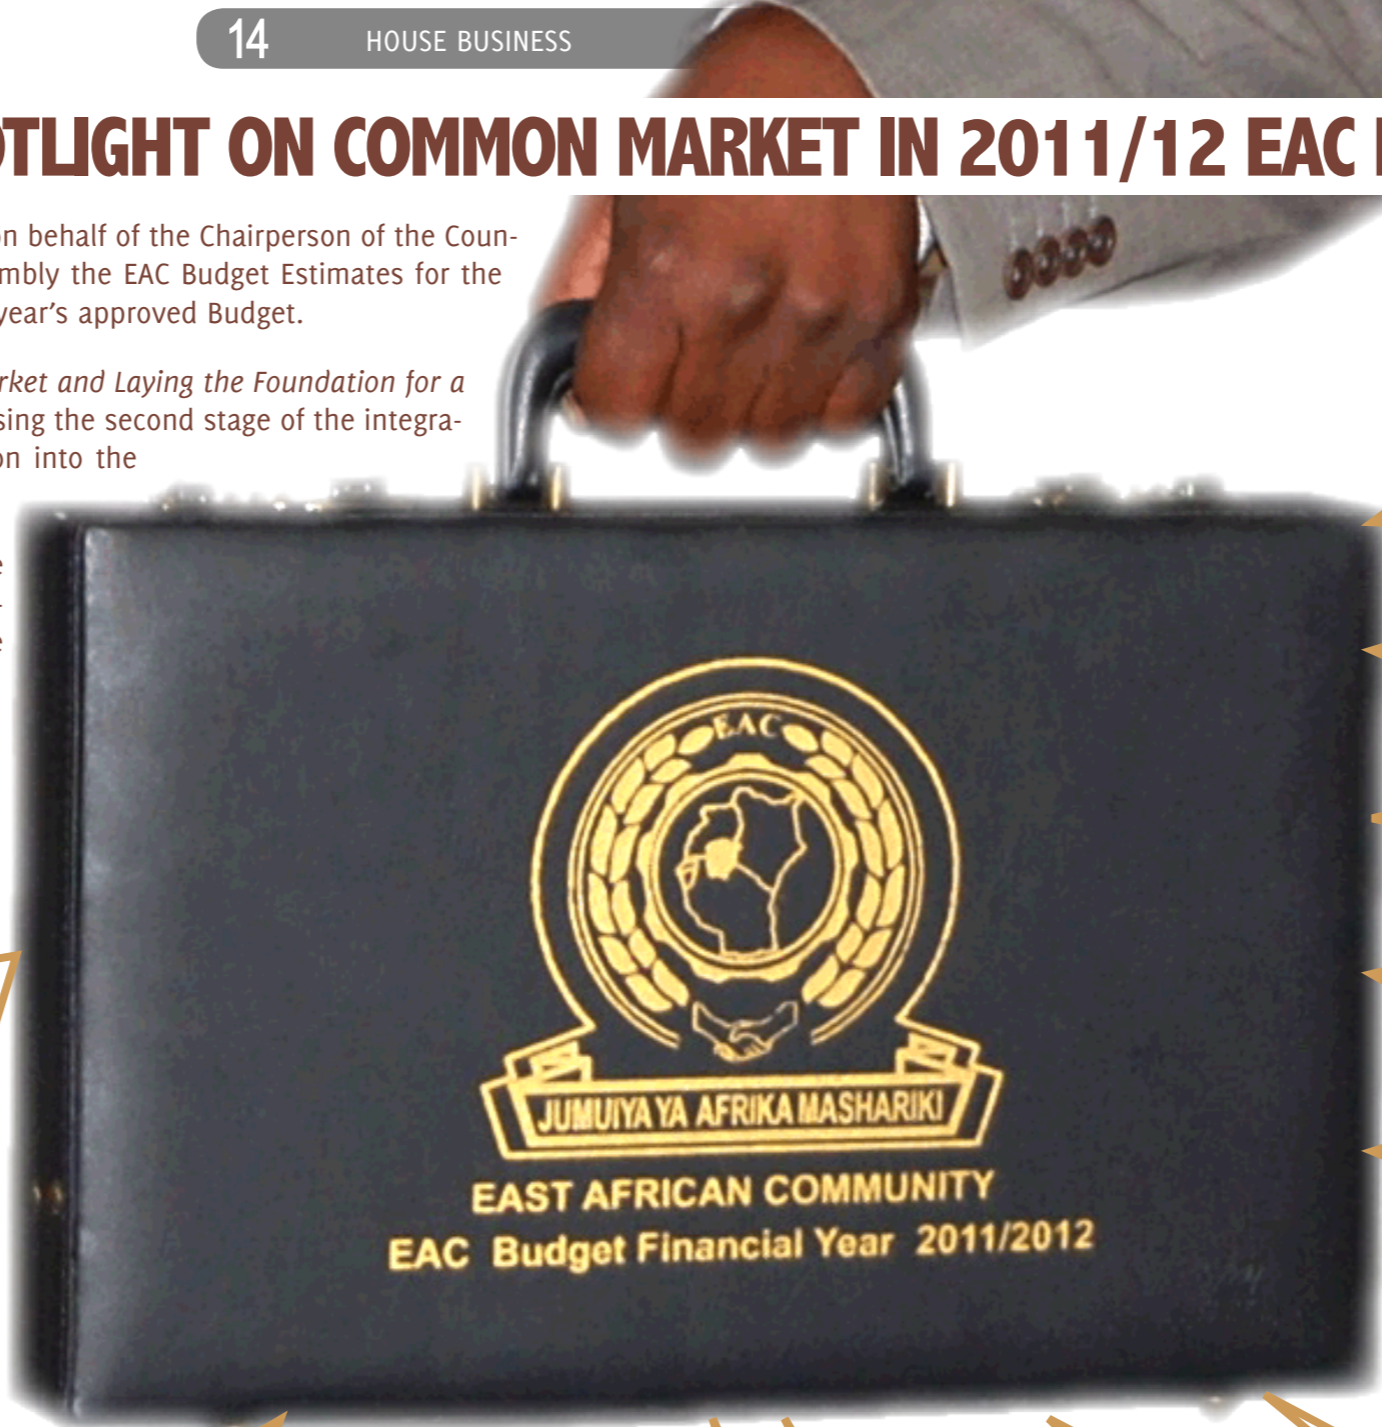 14 HOUSE BUSINESS
TLIGHT ON COMMON MARKET IN 2011/12 EAC
on behalf of the Chairperson of the Coun-
mbly the EAC Budget Estimates for the
year's approved Budget.
rket and Laying the Foundation for a
sing the second stage of the integra-
on into the
e
-
e
EAC
JUMUIYA YA AFRIKA MASHARIKI
EAST AFRICAN COMMUNITY
EAC Budget Financial Year 2011/2012